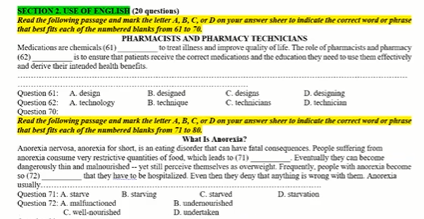 SECTION 2. USE OF ENGLISH (20 questions)
Read the following passage and mark the letter A, B, C, or D on your answer sheet to indicate the correct word or phrase
that best fits each of the numbered blanks from 61 to 70.
PHARMACISTS AND PHARMACY TECHNICIANS
Medications are chemicals (61)__________ to treat illness and improve quality of life. The role of pharmacists and pharmacy
(62)__________ is to ensure that patients receive the correct medications and the education they need to use them effectively
and derive their intended health benefits.
Question 61: A. design B. designed C. designs D. designing
Question 62: A. technology B. technique C. technicians D. technician
Question 70:
Read the following passage and mark the letter A, B, C, or D on your answer sheet to indicate the correct word or phrase
that best fits each of the numbered blanks from 71 to 80.
What Is Anorexia?
Anorexia nervosa, anorexia for short, is an eating disorder that can have fatal consequences. People suffering from
anorexia consume very restrictive quantities of food, which leads to (71)__________. Eventually they can become
dangerously thin and malnourished -- yet still perceive themselves as overweight. Frequently, people with anorexia become
so (72)__________ that they have to be hospitalized. Even then they deny that anything is wrong with them. Anorexia
usually
Question 71: A. starve B. starving C. starved D. starvation
Question 72: A. malfunctioned B. undernourished
C. well-nourished D. undertaken